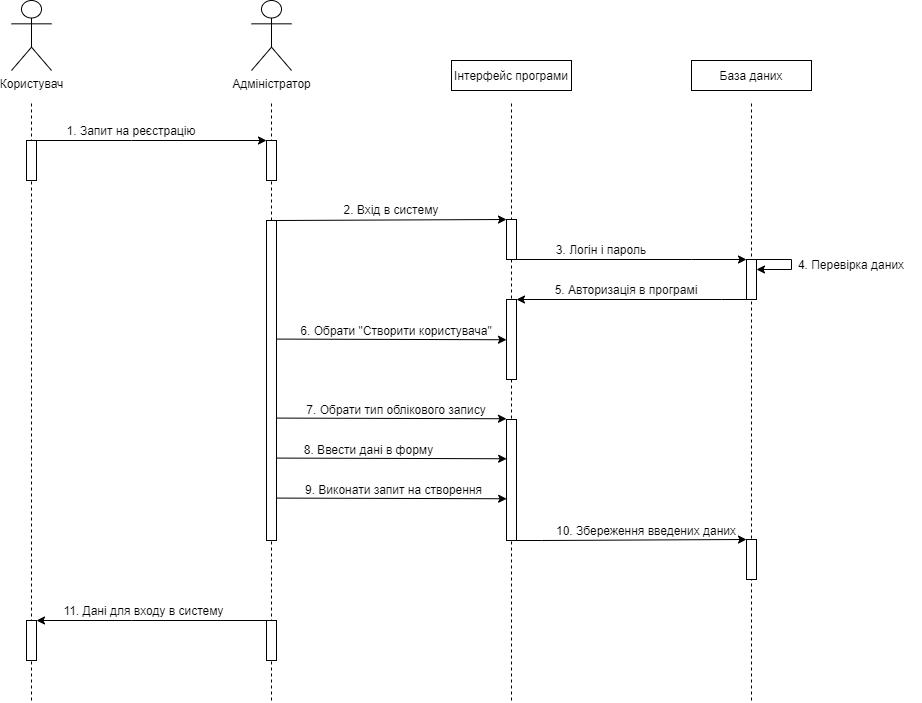 Користувач
Адміністратор
Інтерфейс програми
База даних
1. Запит на реєстрацію
2. Вхід в систему
3. Логін і пароль
4. Перевірка даних
5. Авторизація в програмі
6. Обрати "Створити користувача"
7. Обрати тип облікового запису
8. Ввести дані в форму
9. Виконати запит на створення
10. Збереження введених даних
11. Дані для входу в систему